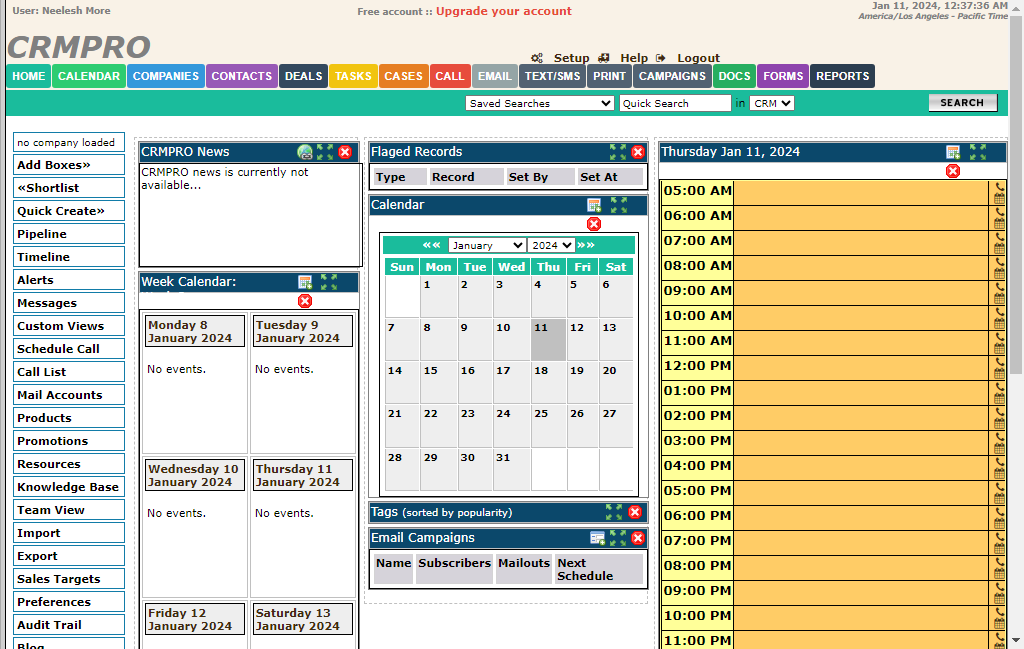 User: Neelesh Moro
Free account :: Upgrade your account
Jan 11, 2024, 12:37:36 AM
America/Los Angeles - Pacific Time
CRMPRO
Setup Help Logout
HOME CALENDAR COMPANIES CONTACTS DEALS TASKS CASES CALL EMAIL TEXT/SMS PRINT CAMPAIGNS DOCS FORMS REPORTS
Saved Searches Quick Search in CRM SEARCH
no company loaded
Add Boxes»
«Shortlist
Quick Create»
Pipeline
Timeline
Alerts
Messages
Custom Views
Schedule Call
Call List
Mail Accounts
Products
Promotions
Resources
Knowledge Base
Team View
Import
Export
Sales Targets
Preferences
Audit Trail
Blog
CRMPRO News
CRMPRO news is currently not
available...
Week Calendar:
Monday 8
January 2024
No events.
Tuesday 9
January 2024
No events.
Wednesday 10
January 2024
No events.
Thursday 11
January 2024
No events.
Friday 12
January 2024
Saturday 13
January 2024
Flaged Records
Type Record Set By Set At
Calendar
«« January 2024 »»
Sun Mon Tue Wed Thu Fri Sat
1 2 3 4 5 6
7 8 9 10 11 12 13
14 15 16 17 18 19 20
21 22 23 24 25 26 27
28 29 30 31
Tags (sorted by popularity)
Email Campaigns
Name Subscribers Mailouts Next
Schedule
Thursday Jan 11, 2024
05:00 AM
06:00 AM
07:00 AM
08:00 AM
09:00 AM
10:00 AM
11:00 AM
12:00 PM
01:00 PM
02:00 PM
03:00 PM
04:00 PM
05:00 PM
06:00 PM
07:00 PM
08:00 PM
09:00 PM
10:00 PM
11:00 PM